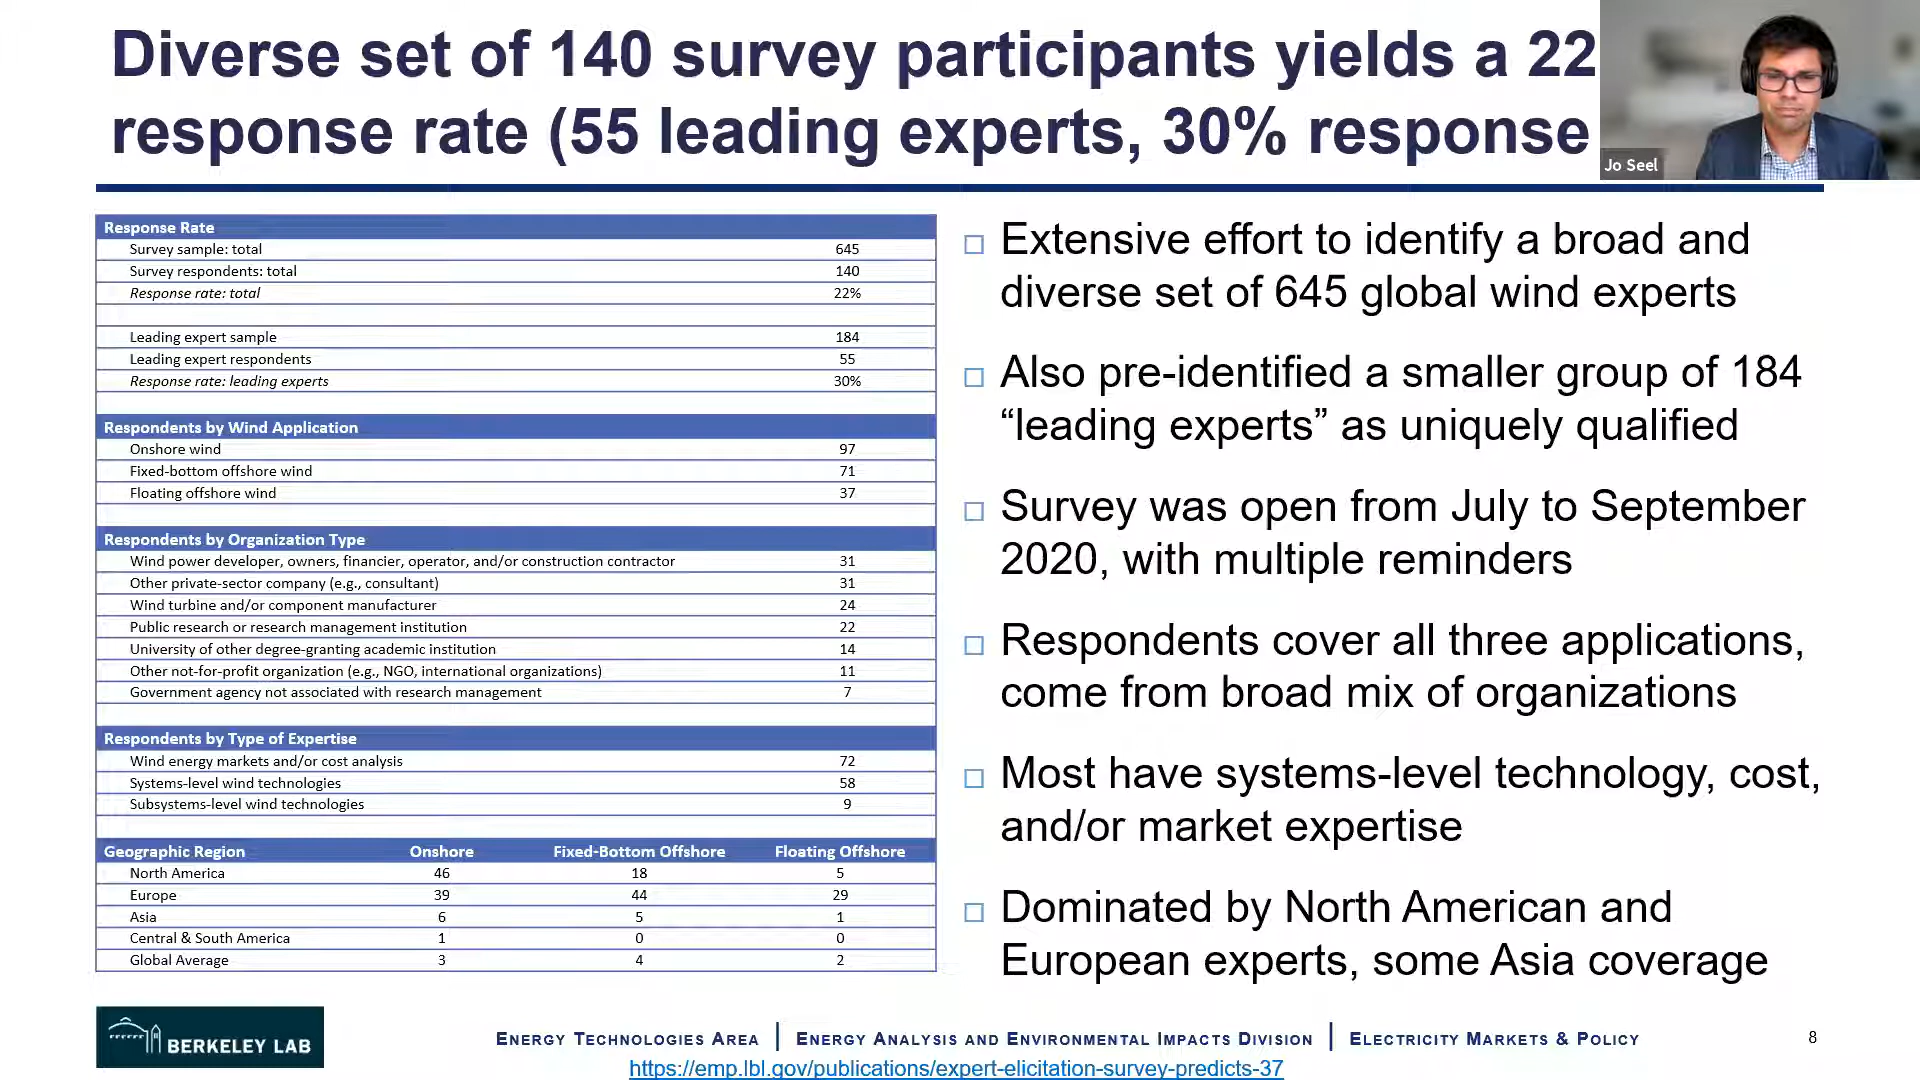 Diverse set of 140 survey participants yields a 22
response rate (55 leading experts, 30% response
Jo Seel
Response Rate
Survey sample: total 645
Survey respondents: total 140
Response rate: total 22%
Leading expert sample 184
Leading expert respondents 55
Response rate: leading experts 30%
Respondents by Wind Application
Onshore wind 97
Fixed-bottom offshore wind 71
Floating offshore wind 37
Respondents by Organization Type
Wind power developer, owners, financier, operator, and/or construction contractor 31
Other private-sector company (e.g., consultant) 31
Wind turbine and/or component manufacturer 24
Public research or research management institution 22
University of other degree-granting academic institution 14
Other not-for-profit organization (e.g., NGO, international organizations) 11
Government agency not associated with research management 7
Respondents by Type of Expertise
Wind energy markets and/or cost analysis 72
Systems-level wind technologies 58
Subsystems-level wind technologies 9
Geographic Region Onshore Fixed-Bottom Offshore Floating Offshore
North America 46 18 5
Europe 39 44 29
Asia 6 5 1
Central & South America 1 0 0
Global Average 3 4 2
Extensive effort to identify a broad and
diverse set of 645 global wind experts
Also pre-identified a smaller group of 184
“leading experts” as uniquely qualified
Survey was open from July to September
2020, with multiple reminders
Respondents cover all three applications,
come from broad mix of organizations
Most have systems-level technology, cost,
and/or market expertise
Dominated by North American and
European experts, some Asia coverage
BERKELEY LAB
ENERGY TECHNOLOGIES AREA | ENERGY ANALYSIS AND ENVIRONMENTAL IMPACTS DIVISION | ELECTRICITY MARKETS & POLICY
8
https://emp.lbl.gov/publications/expert-elicitation-survey-predicts-37